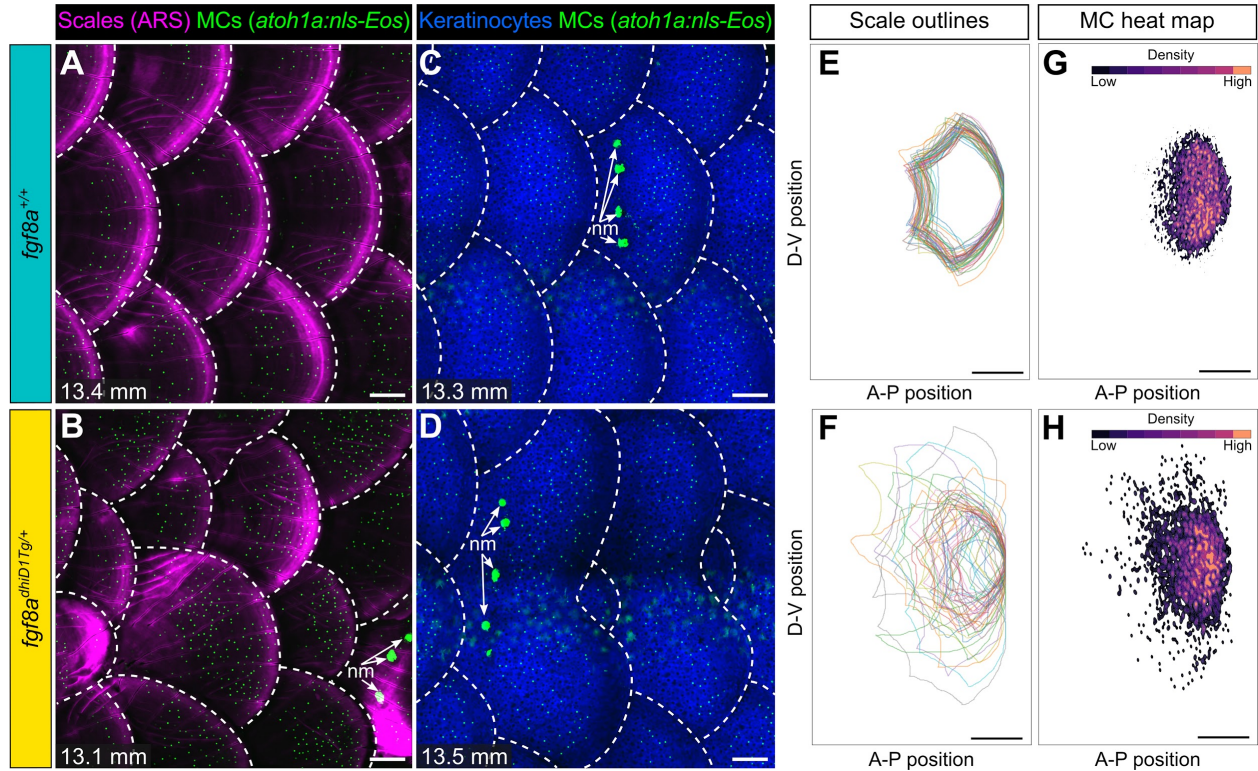 Scales (ARS) MCs (atoh1a:nls-Eos)
Keratinocytes MCs (atoh1a:nls-Eos)
Scale outlines
MC heat map
fgf8a+/+
A
13.4 mm
C
nm
13.3 mm
E
D-V position
A-P position
G
Density
Low High
A-P position
fgf8adhiD1Tg/+
B
nm
13.1 mm
D
nm
13.5 mm
F
D-V position
A-P position
H
Density
Low High
A-P position